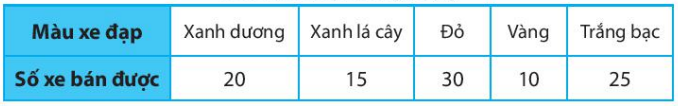 Màu xe đạp Xanh dương Xanh lá cây Đỏ Vàng Trắng bạc
Số xe bán được 20 15 30 10 25